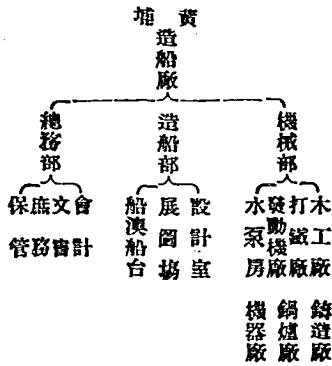 黃埔
造船廠
機械部
木工廠
打鐵廠
發動機廠
水泵房
鑄造廠
鍋爐廠
機器廠
造船部
設計室
展圖場
船澳船台
總務部
會計
文書
庶務
保管